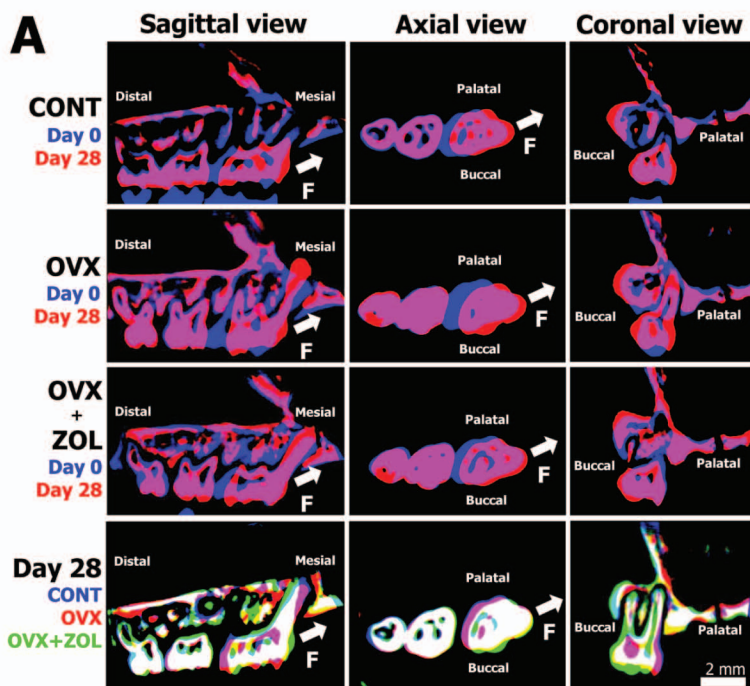 A
Sagittal view
Axial view
Coronal view
CONT
Day 0
Day 28
Distal
Mesial
F
Palatal
F
Buccal
Buccal
Palatal
OVX
Day 0
Day 28
Distal
Mesial
F
Palatal
F
Buccal
Buccal
Palatal
OVX
+
ZOL
Day 0
Day 28
Distal
Mesial
F
Palatal
F
Buccal
Buccal
Palatal
Day 28
CONT
OVX
OVX+ZOL
Distal
Mesial
F
Palatal
F
Buccal
Buccal
Palatal
2 mm